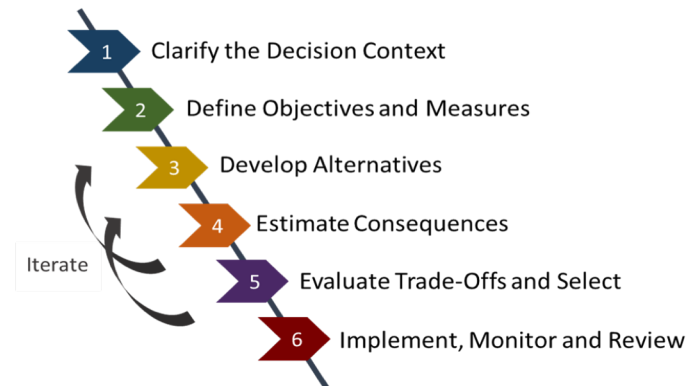 1 Clarify the Decision Context
2 Define Objectives and Measures
3 Develop Alternatives
4 Estimate Consequences
Iterate
5 Evaluate Trade-Offs and Select
6 Implement, Monitor and Review